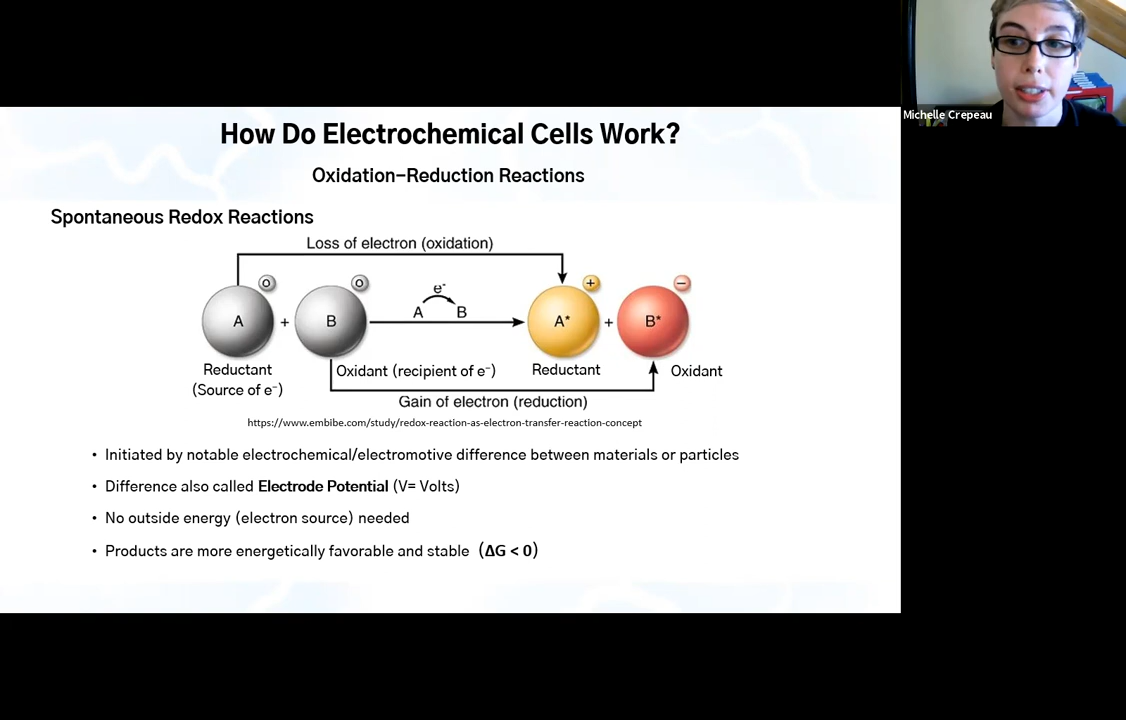 Michelle Crepeau
How Do Electrochemical Cells Work?
Oxidation-Reduction Reactions
Spontaneous Redox Reactions
Loss of electron (oxidation)
A + B A e⁻ B A* + + B* −
o o
Reductant Oxidant (recipient of e⁻) Reductant Oxidant
(Source of e⁻)
Gain of electron (reduction)
https://www.embibe.com/study/redox-reaction-as-electron-transfer-reaction-concept
• Initiated by notable electrochemical/electromotive difference between materials or particles
• Difference also called Electrode Potential (V= Volts)
• No outside energy (electron source) needed
• Products are more energetically favorable and stable (ΔG < 0)